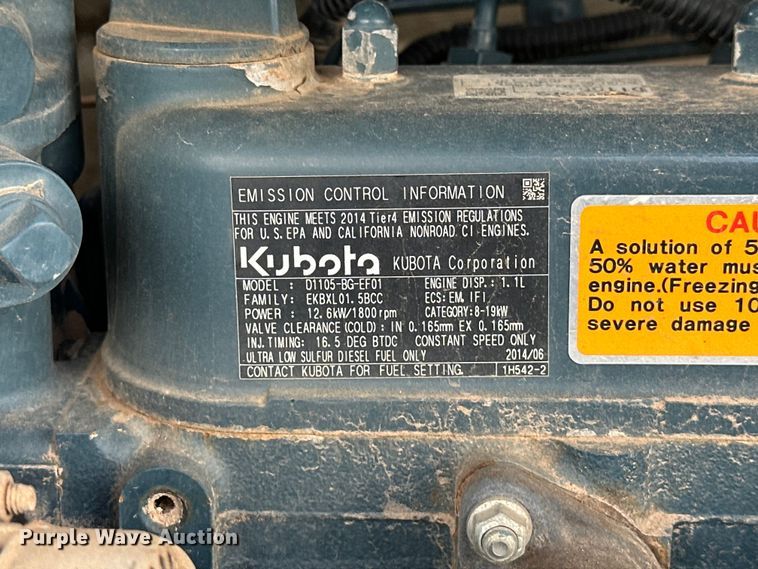 EMISSION CONTROL INFORMATION
THIS ENGINE MEETS 2014 Tier4 EMISSION REGULATIONS
FOR U.S.EPA AND CALIFORNIA NONROAD CI ENGINES.
Kubota KUBOTA Corporation
MODEL : D1105-BG-EF01 ENGINE DISP.: 1.1L
FAMILY: EKBXL01.5BCC ECS: EM, IFI
POWER : 12.6kW/1800rpm CATEGORY: 8-19kW
VALVE CLEARANCE (COLD) : IN 0.165mm EX 0.165mm
INJ. TIMING: 16.5 DEG BTDC CONSTANT SPEED ONLY
ULTRA LOW SULFUR DIESEL FUEL ONLY 2014/06
CONTACT KUBOTA FOR FUEL SETTING. 1H542-2
CAU
A solution of 5
50% water mus
engine.(Freezing
Do not use 10
severe damage
Purple Wave Auction